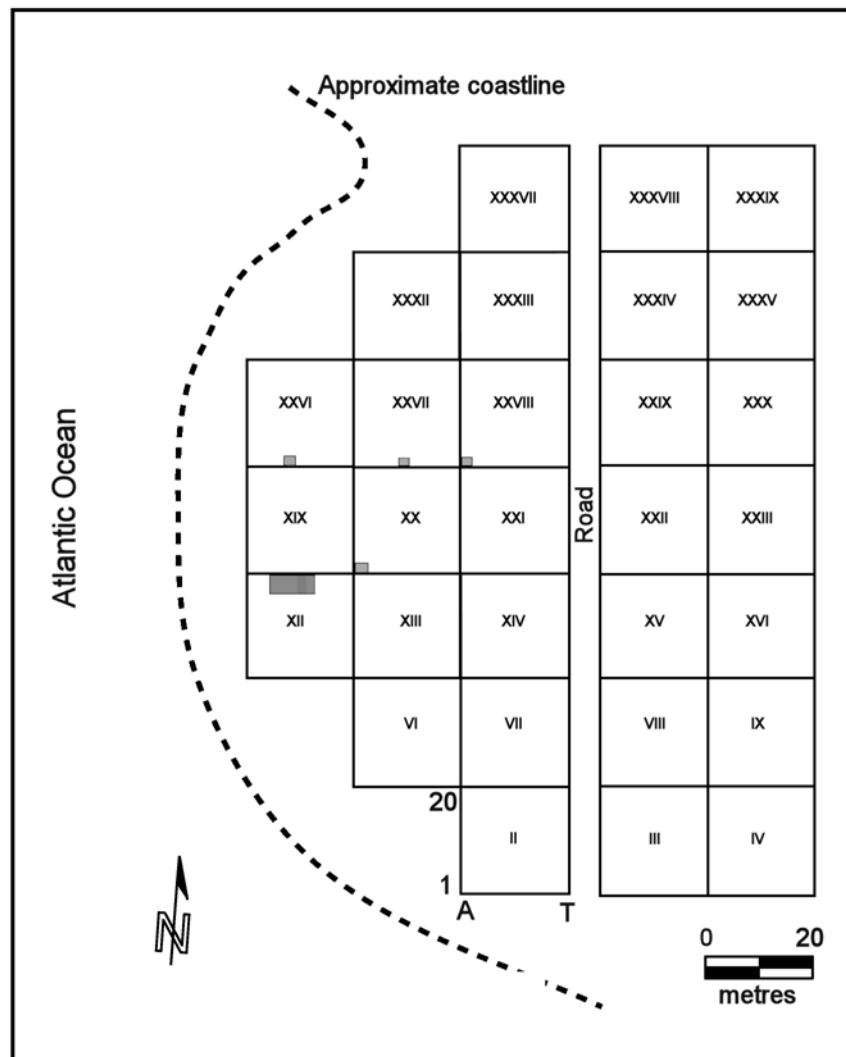 Approximate coastline
XXXVII XXXVIII XXXIX
XXXII XXXIII XXXIV XXXV
XXVI XXVII XXVIII XXIX XXX
Atlantic Ocean
XIX XX XXI Road XXII XXIII
XII XIII XIV XV XVI
VI VII VIII IX
20
II III IV
1
A T
N
0 20
metres